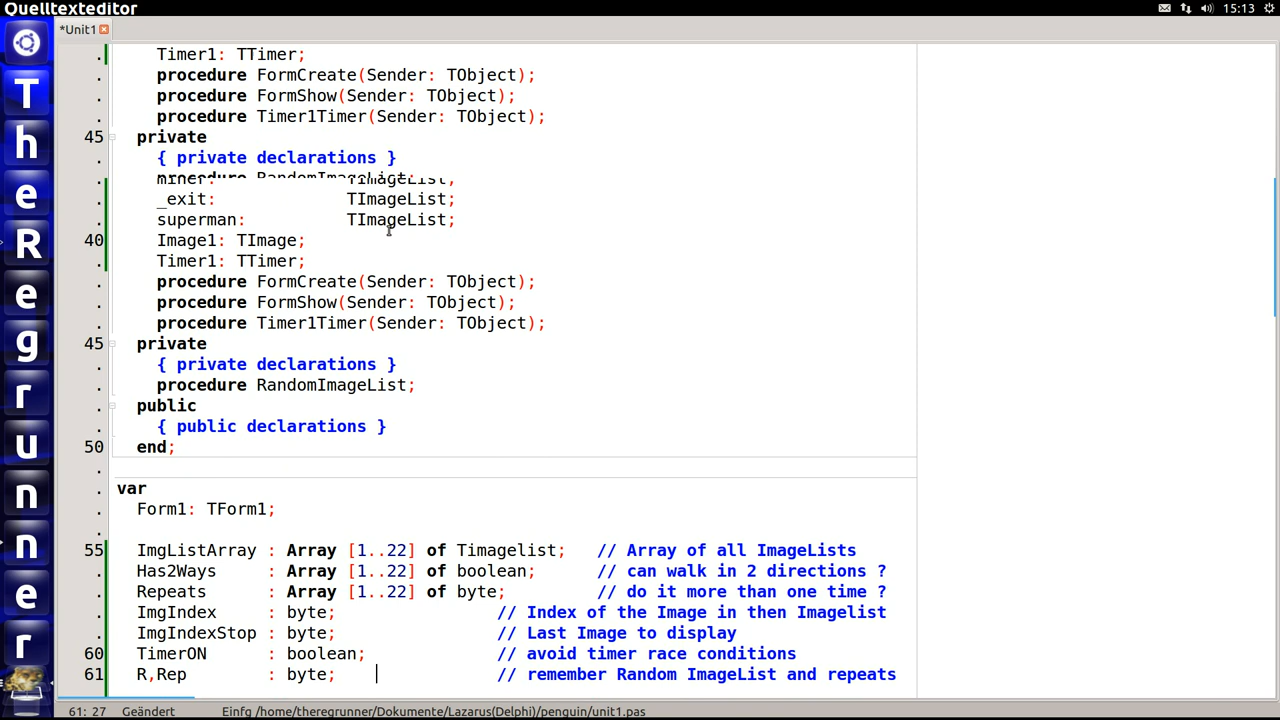 Quelltexteditor
15:13
*Unit1
T
h
e
R
e
g
r
u
n
n
e
r
. Timer1: TTimer;
. procedure FormCreate(Sender: TObject);
. procedure FormShow(Sender: TObject);
. procedure Timer1Timer(Sender: TObject);
45 private
. { private declarations }
procedure RandomImageList;
miner: TImageList;
. _exit: TImageList;
. superman: TImageList;
40 Image1: TImage;
. Timer1: TTimer;
. procedure FormCreate(Sender: TObject);
. procedure FormShow(Sender: TObject);
. procedure Timer1Timer(Sender: TObject);
45 private
. { private declarations }
. procedure RandomImageList;
. public
. { public declarations }
50 end;
.
. var
. Form1: TForm1;
.
55 ImgListArray : Array [1..22] of Timagelist; // Array of all ImageLists
. Has2Ways : Array [1..22] of boolean; // can walk in 2 directions ?
. Repeats : Array [1..22] of byte; // do it more than one time ?
. ImgIndex : byte; // Index of the Image in then Imagelist
. ImgIndexStop : byte; // Last Image to display
60 TimerON : boolean; // avoid timer race conditions
61 R,Rep : byte; // remember Random ImageList and repeats
61: 27 Geändert Einfg /home/theregrunner/Dokumente/Lazarus(Delphi)/penguin/unit1.pas